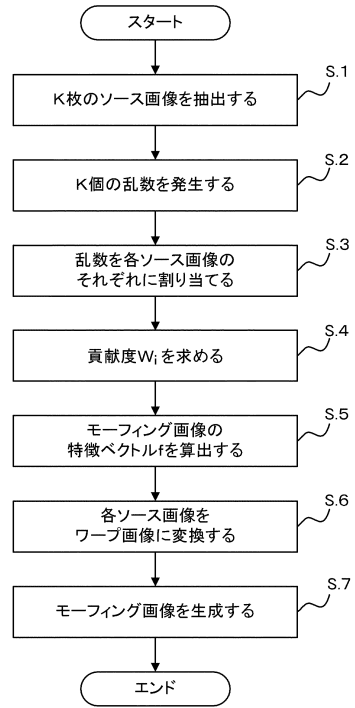 スタート
S.1
K枚のソース画像を抽出する
S.2
K個の乱数を発生する
S.3
乱数を各ソース画像の
それぞれに割り当てる
S.4
貢献度Wiを求める
S.5
モーフィング画像の
特徴ベクトルfを算出する
S.6
各ソース画像を
ワープ画像に変換する
S.7
モーフィング画像を生成する
エンド